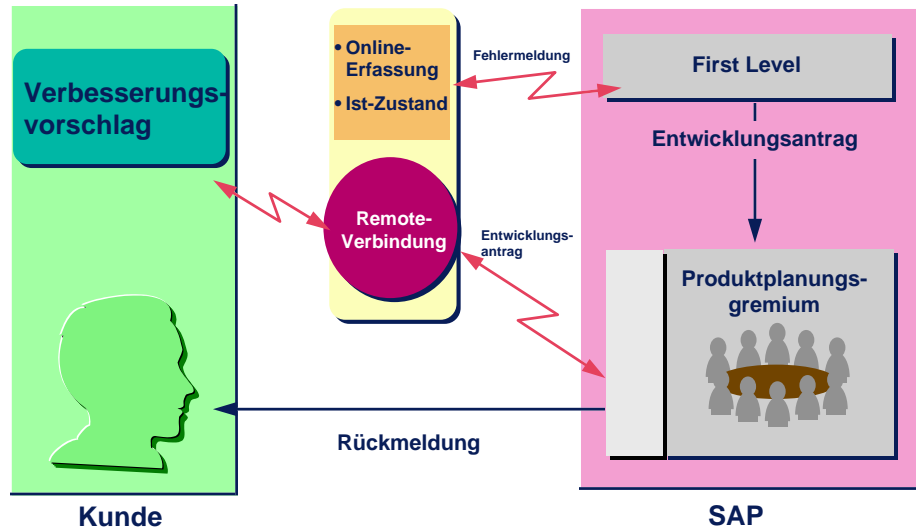 Verbesserungs-
vorschlag
• Online-
Erfassung
• Ist-Zustand
Remote-
Verbindung
Fehlermeldung
First Level
Entwicklungsantrag
Entwicklungs-
antrag
Produktplanungs-
gremium
Rückmeldung
Kunde
SAP